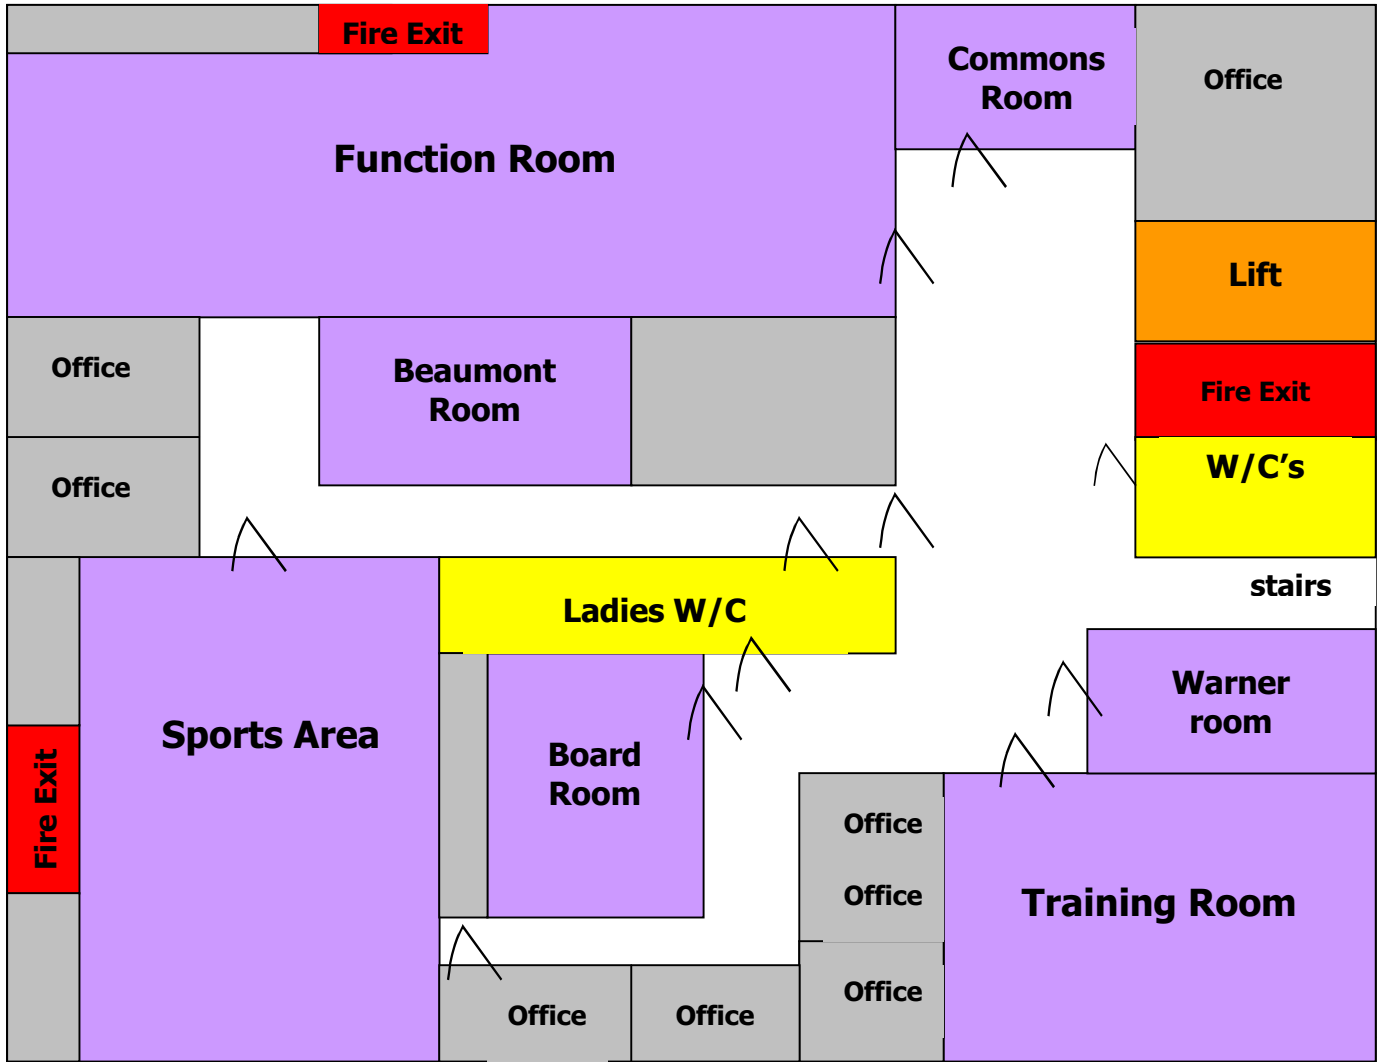 Fire Exit
Commons
Room
Office
Function Room
Lift
Office
Beaumont
Room
Fire Exit
W/C’s
Office
stairs
Ladies W/C
Warner
room
Sports Area
Board
Room
Fire Exit
Office
Office
Training Room
Office
Office
Office